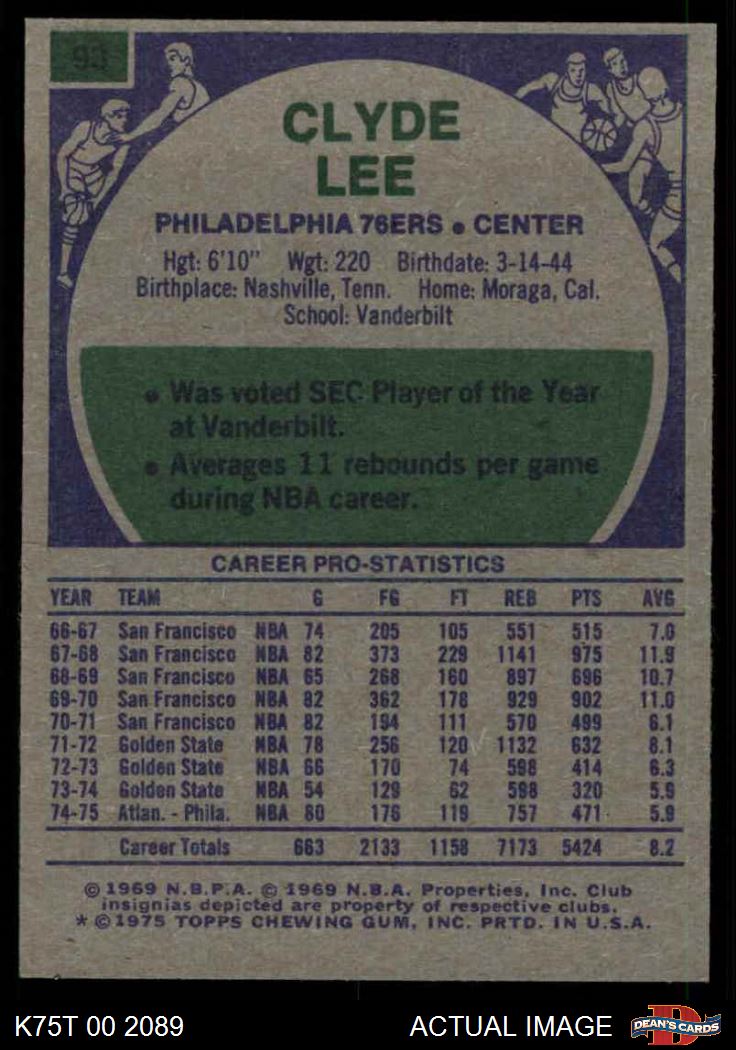 93
CLYDE
LEE
PHILADELPHIA 76ERS • CENTER
Hgt: 6'10" Wgt: 220 Birthdate: 3-14-44
Birthplace: Nashville, Tenn. Home: Moraga, Cal.
School: Vanderbilt
• Was voted SEC Player of the Year
at Vanderbilt.
• Averages 11 rebounds per game
during NBA career.
CAREER PRO-STATISTICS
YEAR TEAM G FG FT REB PTS AVG
66-67 San Francisco NBA 74 205 105 551 515 7.0
67-68 San Francisco NBA 82 373 229 1141 975 11.9
68-69 San Francisco NBA 65 268 160 897 696 10.7
69-70 San Francisco NBA 82 362 178 929 902 11.0
70-71 San Francisco NBA 82 194 111 570 499 6.1
71-72 Golden State NBA 78 256 120 1132 632 8.1
72-73 Golden State NBA 66 170 74 598 414 6.3
73-74 Golden State NBA 54 129 62 598 320 5.9
74-75 Atlan. - Phila. NBA 80 176 119 757 471 5.9
Career Totals 663 2133 1158 7173 5424 8.2
© 1969 N.B.P.A. © 1969 N.B.A. Properties, Inc. Club
insignias depicted are property of respective clubs.
* © 1975 TOPPS CHEWING GUM, INC. PRTD. IN U.S.A.
K75T 00 2089 ACTUAL IMAGE D DEAN'S CARDS